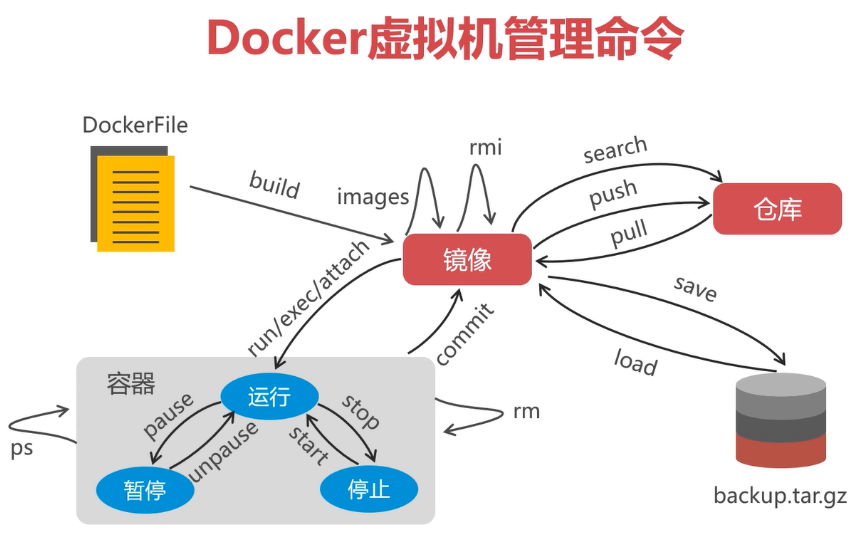 Docker虚拟机管理命令
DockerFile
build
images
rmi
search
push
pull
仓库
镜像
run/exec/attach
commit
save
load
容器
运行
pause
unpause
stop
start
暂停
停止
ps
rm
backup.tar.gz